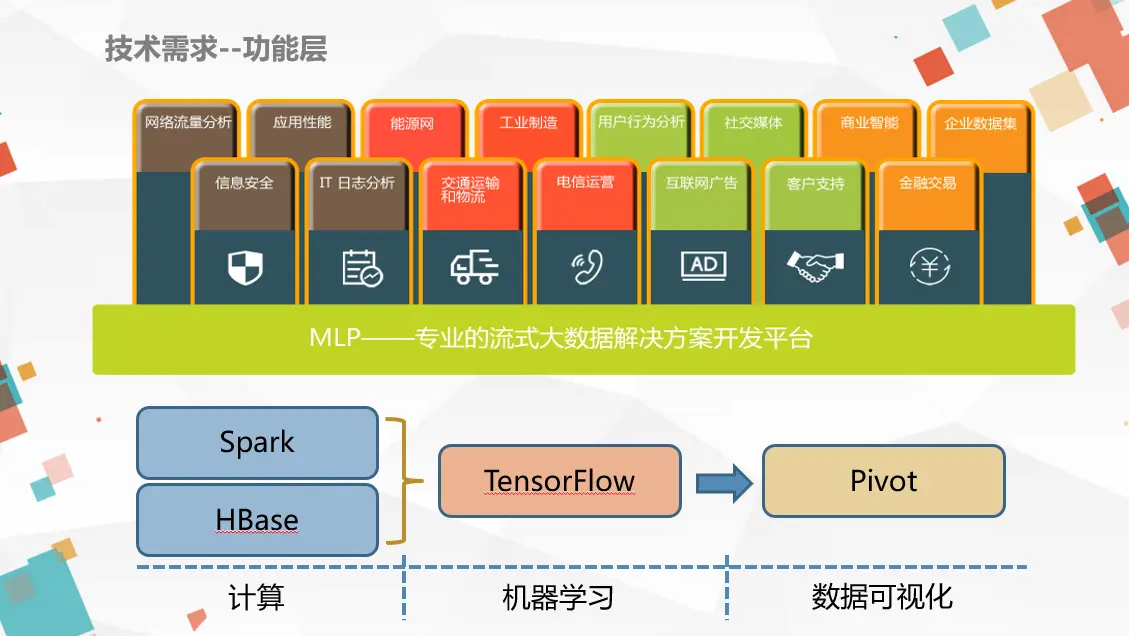 技术需求--功能层
网络流量分析
应用性能
能源网
工业制造
用户行为分析
社交媒体
商业智能
企业数据集
信息安全
IT 日志分析
交通运输
和物流
电信运营
互联网广告
客户支持
金融交易
AD
MLP——专业的流式大数据解决方案开发平台
Spark
HBase
TensorFlow
Pivot
计算
机器学习
数据可视化